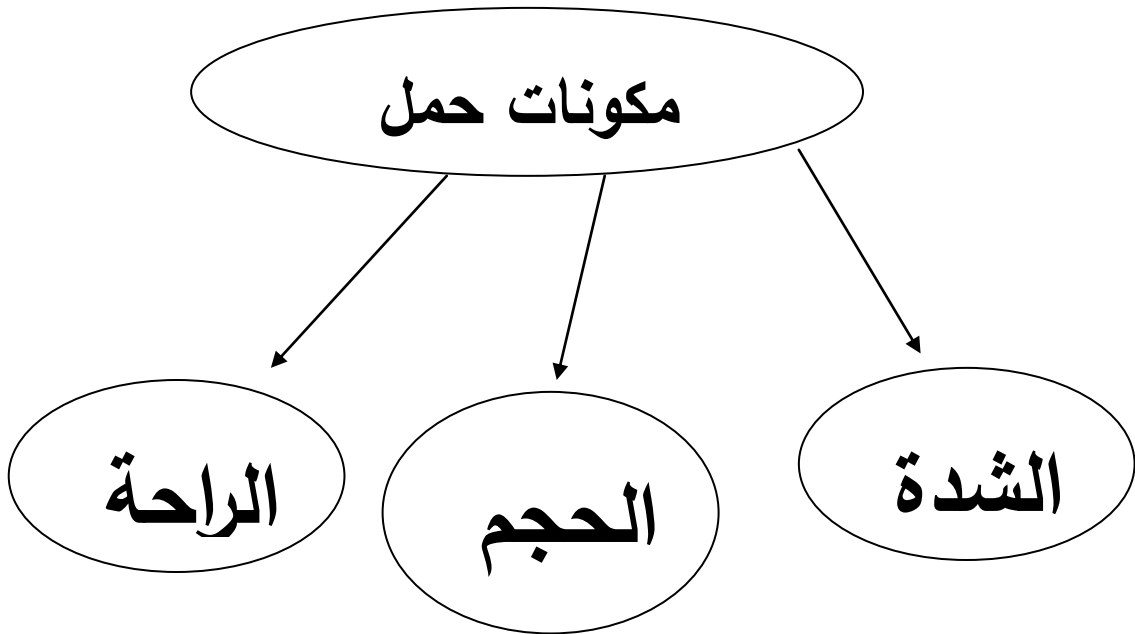 مكونات حمل
الشدة
الحجم
الراحة